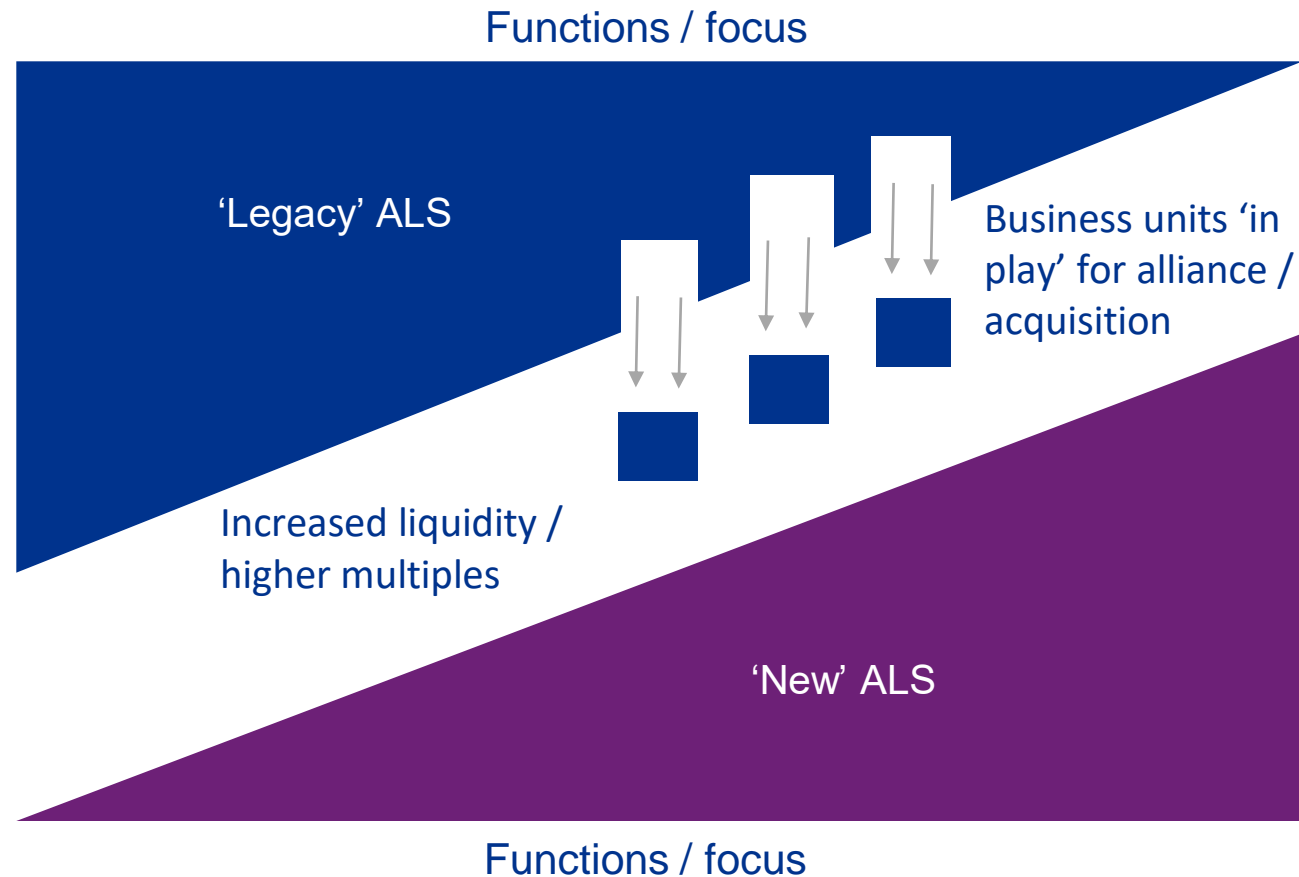 Functions / focus
‘Legacy’ ALS
Business units ‘in
play’ for alliance /
acquisition
Increased liquidity /
higher multiples
‘New’ ALS
Functions / focus